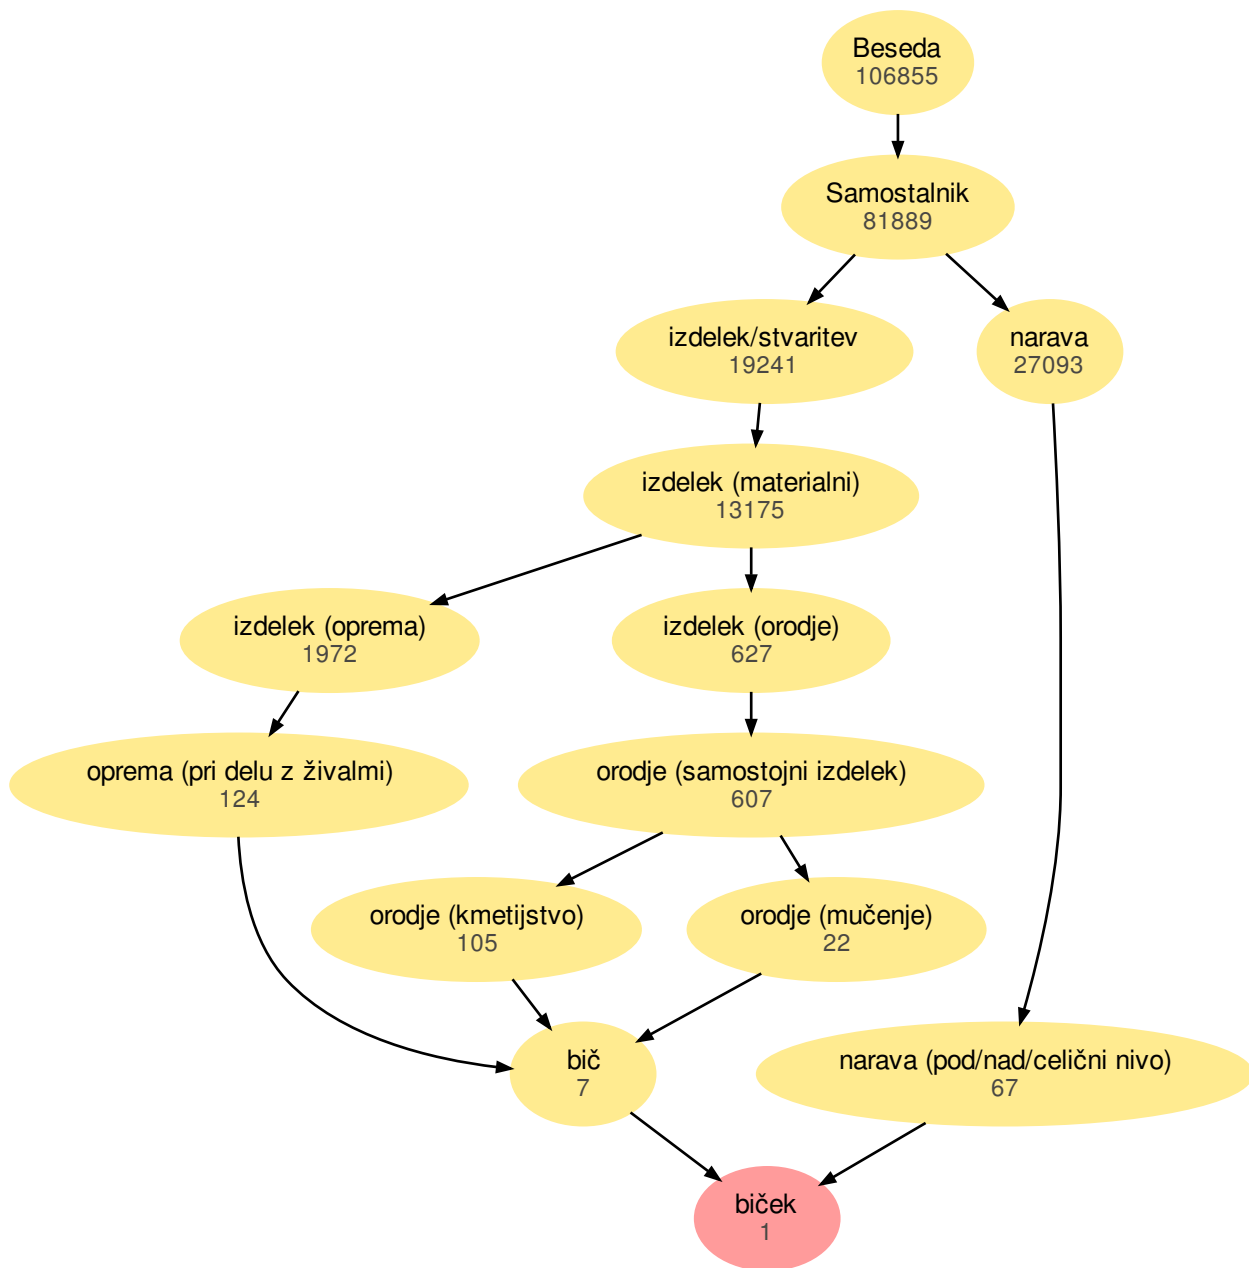 Beseda
106855
Samostalnik
81889
izdelek/stvaritev
19241
narava
27093
izdelek (materialni)
13175
izdelek (oprema)
1972
izdelek (orodje)
627
oprema (pri delu z živalmi)
124
orodje (samostojni izdelek)
607
orodje (kmetijstvo)
105
orodje (mučenje)
22
bič
7
narava (pod/nad/celični nivo)
67
biček
1